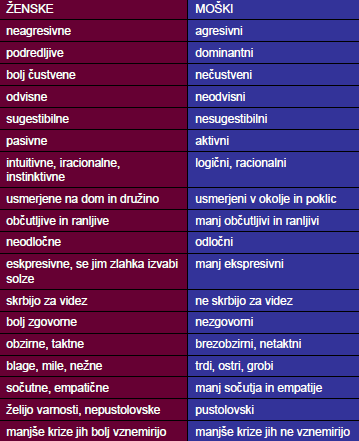 ŽENSKE MOŠKI
neagresivne agresivni
podredljive dominantni
bolj čustvene nečustveni
odvisne neodvisni
sugestibilne nesugestibilni
pasivne aktivni
intuitivne, iracionalne, logični, racionalni
instinktivne
usmerjene na dom in družino usmerjeni v okolje in poklic
občutljive in ranljive manj občutljivi in ranljivi
neodločne odločni
eskpresivne, se jim zlahka izvabi manj ekspresivni
solze
skrbijo za videz ne skrbijo za videz
bolj zgovorne nezgovorni
obzirne, taktne brezobzirni, netaktni
blage, mile, nežne trdi, ostri, grobi
sočutne, empatične manj sočutja in empatije
želijo varnosti, nepustolovske pustolovski
manjše krize jih bolj vznemirijo manjše krize jih ne vznemirijo